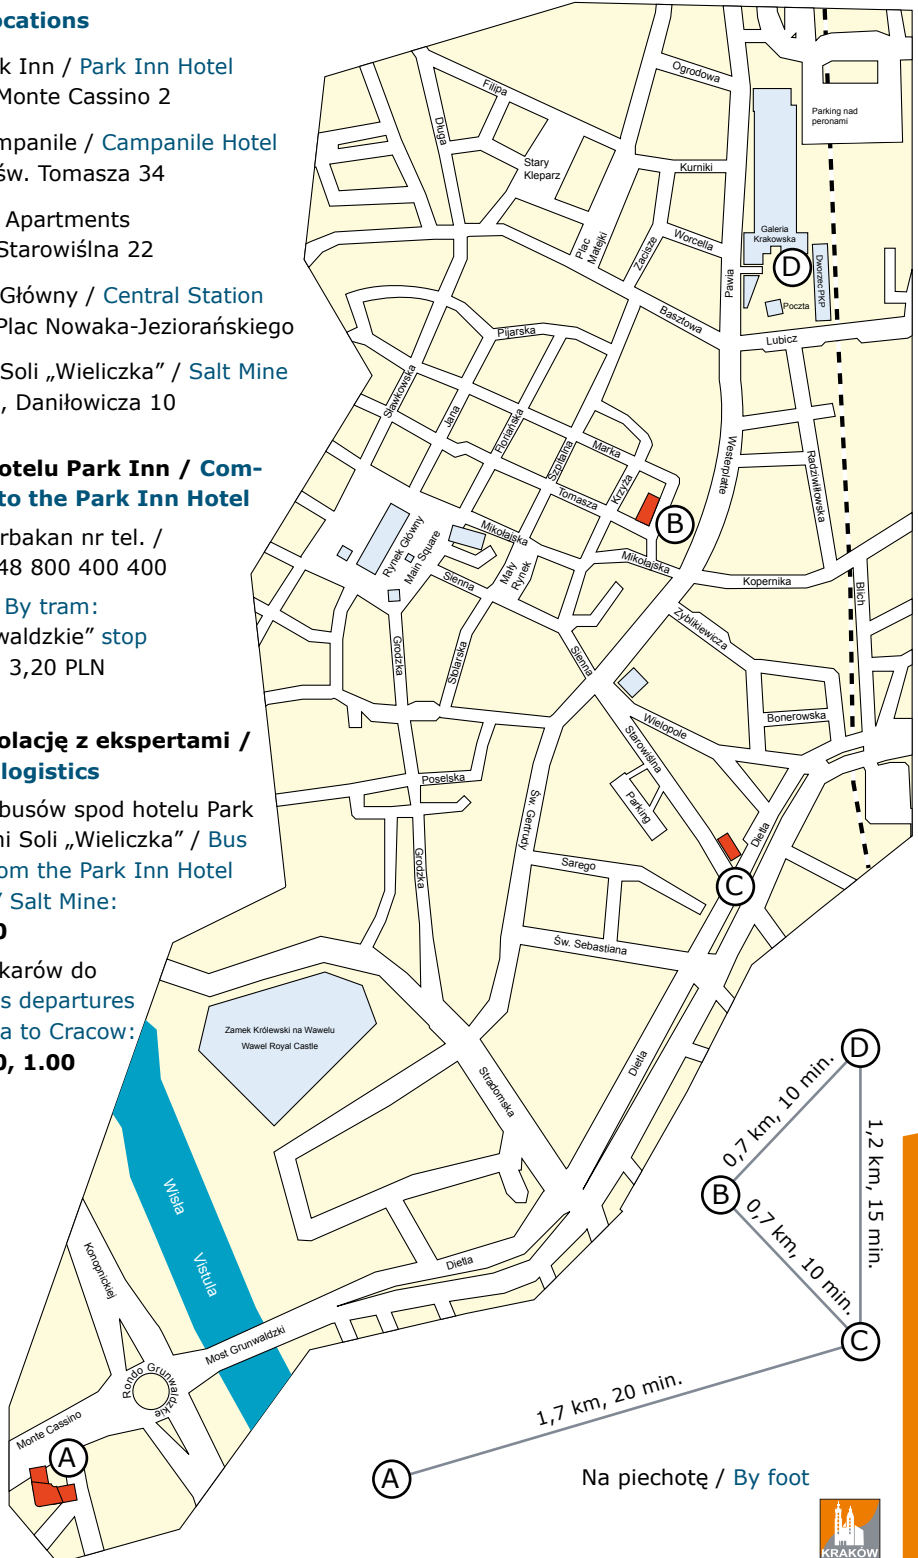 ocations
k Inn / Park Inn Hotel
Monte Cassino 2
mpanile / Campanile Hotel
św. Tomasza 34
Apartments
Starowiślna 22
Główny / Central Station
Plac Nowaka-Jeziorańskiego
Soli „Wieliczka” / Salt Mine
, Daniłowicza 10
otelu Park Inn / Com-
to the Park Inn Hotel
rbakan nr tel. /
48 800 400 400
By tram:
waldzkie” stop
3,20 PLN
olację z ekspertami /
logistics
busów spod hotelu Park
ni Soli „Wieliczka” / Bus
om the Park Inn Hotel
/ Salt Mine:
0
karów do
s departures
a to Cracow:
0, 1.00
Ogrodowa
Filipa
Długa
Parking nad
peronami
Stary
Kleparz
Kurniki
Plac
Matejki
Zacisze
Worcella
Galeria
Krakowska
D
Dworzec PKP
Pawia
Poczta
Basztowa
Lubicz
Pijarska
Sławkowska
Jana
Floriańska
Szpitalna
Marka
Krzyża
Tomasza
Westerplatte
Radziwiłłowska
B
Rynek Główny
Main Square
Mikołajska
Mały
Rynek
Mikołajska
Sienna
Kopernika
Blich
Zyblikiewicza
Grodzka
Stolarska
Sienna
Wielopole
Bonerowska
Starowiślna
Poselska
Św. Gertrudy
Parking
Dietla
Grodzka
Sarego
C
Św. Sebastiana
Zamek Królewski na Wawelu
Wawel Royal Castle
Dietla
Stradomska
Wisła
Vistula
Konopnickiej
Dietla
Most Grunwaldzki
Rondo Grunwaldzkie
Monte Cassino
A
D
0,7 km, 10 min.
1,2 km, 15 min.
B
0,7 km, 10 min.
C
1,7 km, 20 min.
A
Na piechotę / By foot
KRAKÓW